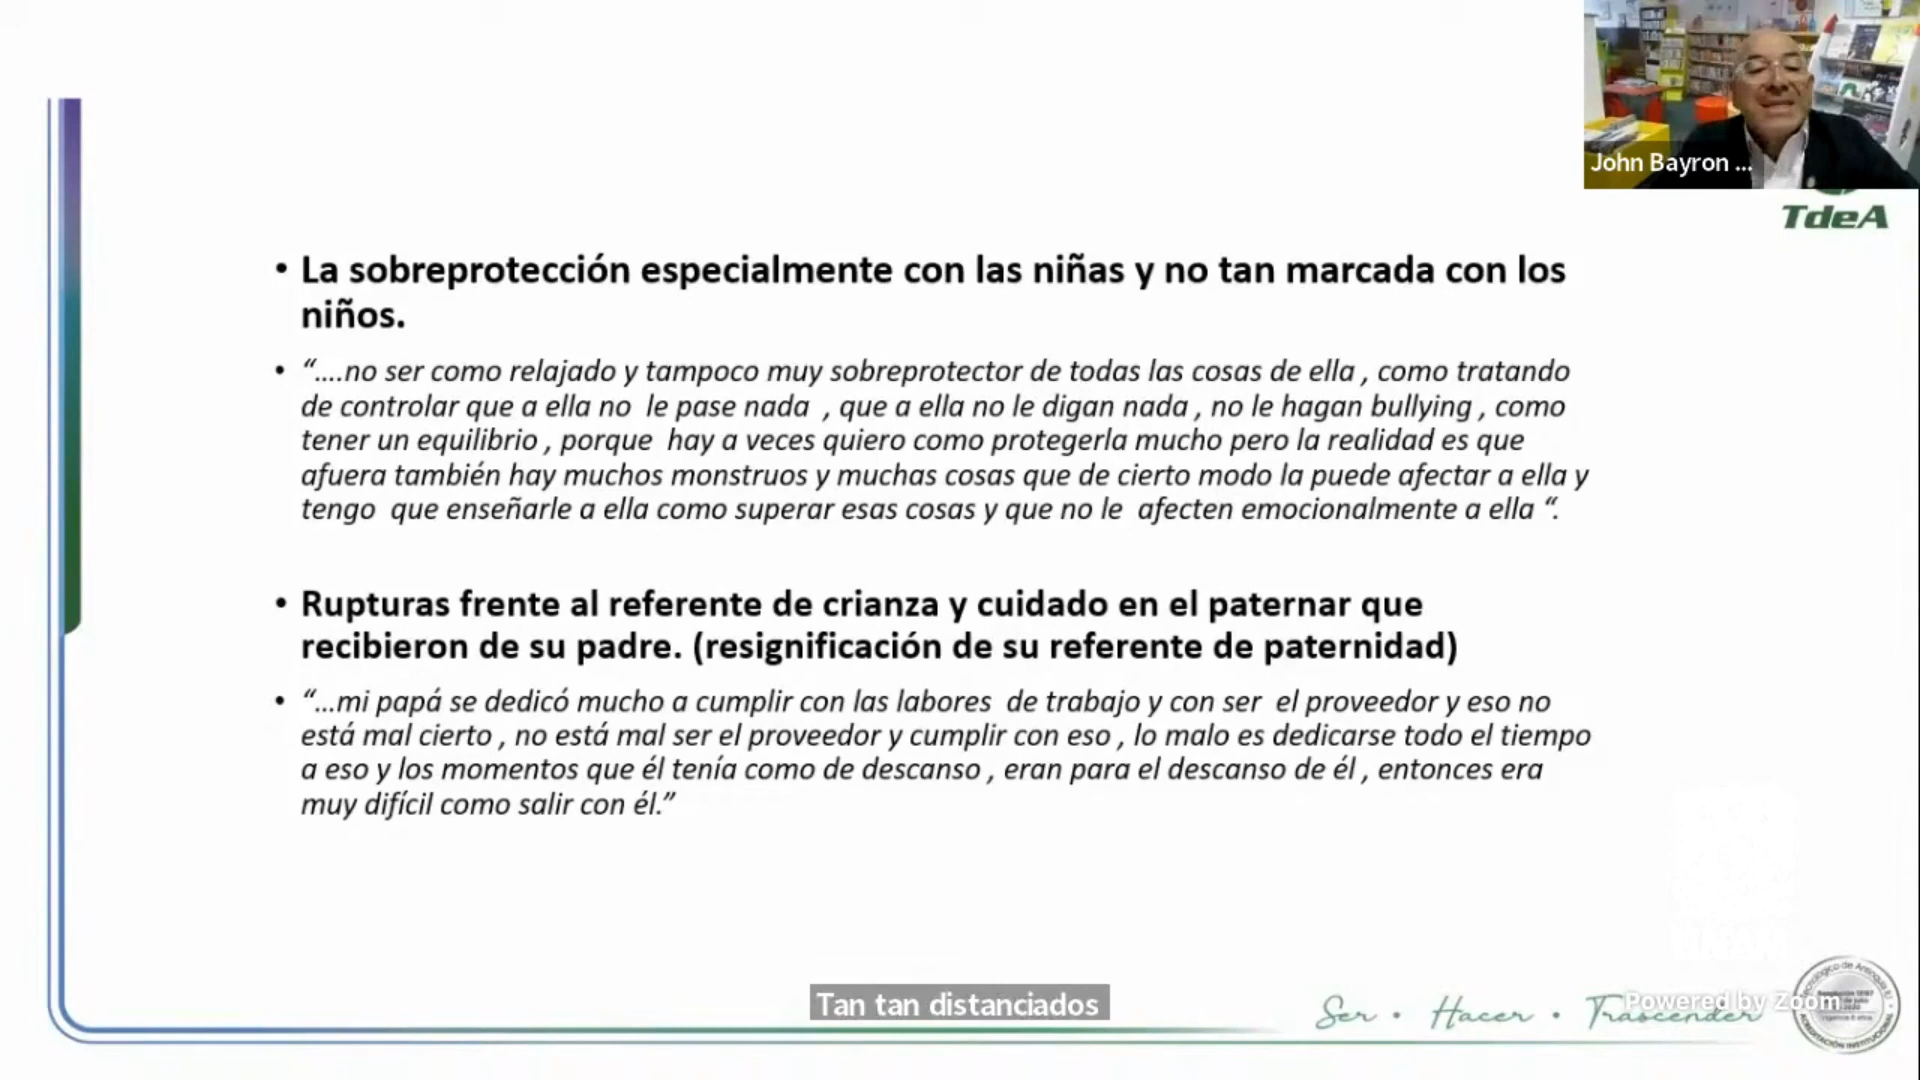 John Bayron ...
TdeA
• La sobreprotección especialmente con las niñas y no tan marcada con los
niños.
• “....no ser como relajado y tampoco muy sobreprotector de todas las cosas de ella , como tratando
de controlar que a ella no le pase nada , que a ella no le digan nada , no le hagan bullying , como
tener un equilibrio , porque hay a veces quiero como protegerla mucho pero la realidad es que
afuera también hay muchos monstruos y muchas cosas que de cierto modo la puede afectar a ella y
tengo que enseñarle a ella como superar esas cosas y que no le afecten emocionalmente a ella “.
• Rupturas frente al referente de crianza y cuidado en el paternar que
recibieron de su padre. (resignificación de su referente de paternidad)
• “...mi papá se dedicó mucho a cumplir con las labores de trabajo y con ser el proveedor y eso no
está mal cierto , no está mal ser el proveedor y cumplir con eso , lo malo es dedicarse todo el tiempo
a eso y los momentos que él tenía como de descanso , eran para el descanso de él , entonces era
muy difícil como salir con él.”
Tan tan distanciados
Ser • Hacer • Trascender
Powered by Zoom